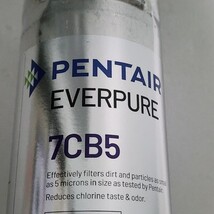 PENTAIR
EVERPURE
7CB5
Effectively filters dirt and particles as
as 5 microns in size as tested by Pentair
Reduces chlorine taste & odor.